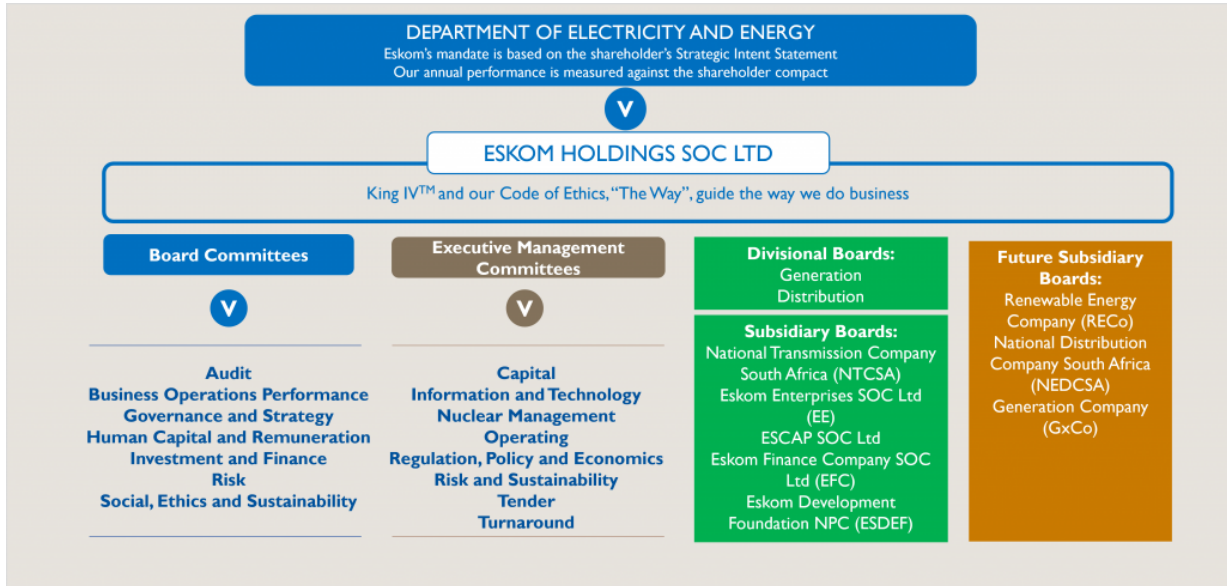 DEPARTMENT OF ELECTRICITY AND ENERGY
Eskom's mandate is based on the shareholder's Strategic Intent Statement
Our annual performance is measured against the shareholder compact
V
ESKOM HOLDINGS SOC LTD
King IV™ and our Code of Ethics, “The Way”, guide the way we do business
Board Committees
V
Audit
Business Operations Performance
Governance and Strategy
Human Capital and Remuneration
Investment and Finance
Risk
Social, Ethics and Sustainability
Executive Management
Committees
V
Capital
Information and Technology
Nuclear Management
Operating
Regulation, Policy and Economics
Risk and Sustainability
Tender
Turnaround
Divisional Boards:
Generation
Distribution
Subsidiary Boards:
National Transmission Company
South Africa (NTCSA)
Eskom Enterprises SOC Ltd
(EE)
ESCAP SOC Ltd
Eskom Finance Company SOC
Ltd (EFC)
Eskom Development
Foundation NPC (ESDEF)
Future Subsidiary
Boards:
Renewable Energy
Company (RECo)
National Distribution
Company South Africa
(NEDCSA)
Generation Company
(GxCo)